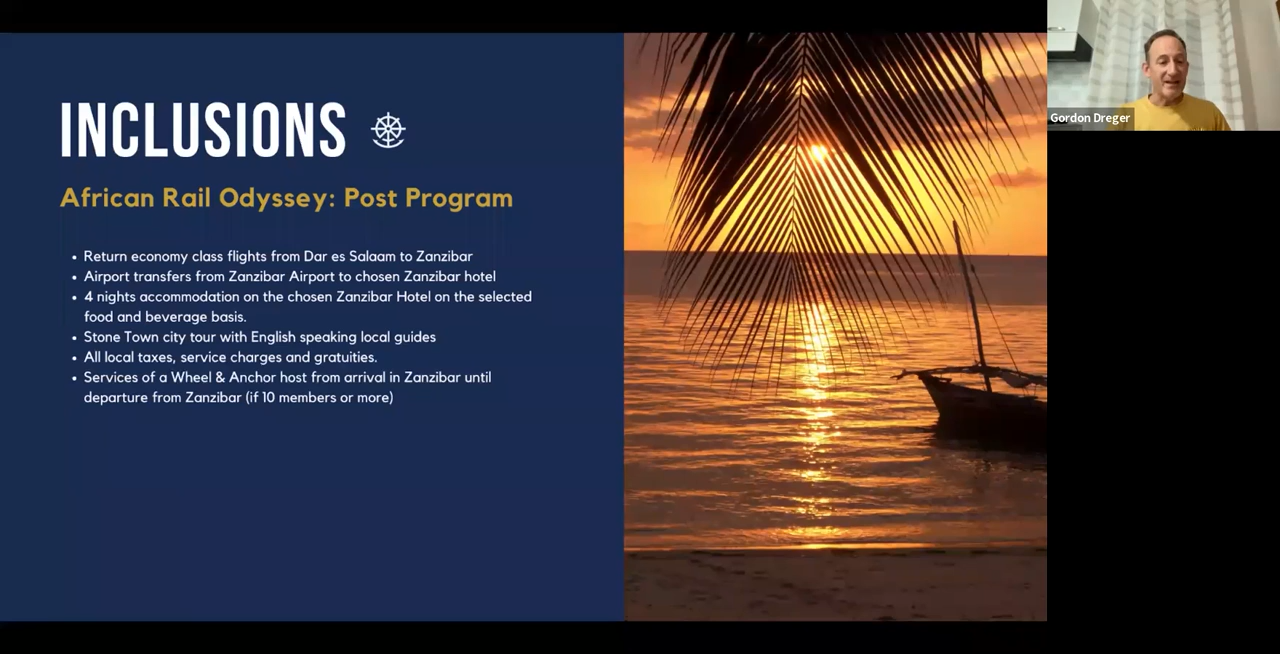 INCLUSIONS
African Rail Odyssey: Post Program
• Return economy class flights from Dar es Salaam to Zanzibar
• Airport transfers from Zanzibar Airport to chosen Zanzibar hotel
• 4 nights accommodation on the chosen Zanzibar Hotel on the selected
food and beverage basis.
• Stone Town city tour with English speaking local guides
• All local taxes, service charges and gratuities.
• Services of a Wheel & Anchor host from arrival in Zanzibar until
departure from Zanzibar (if 10 members or more)
Gordon Dreger